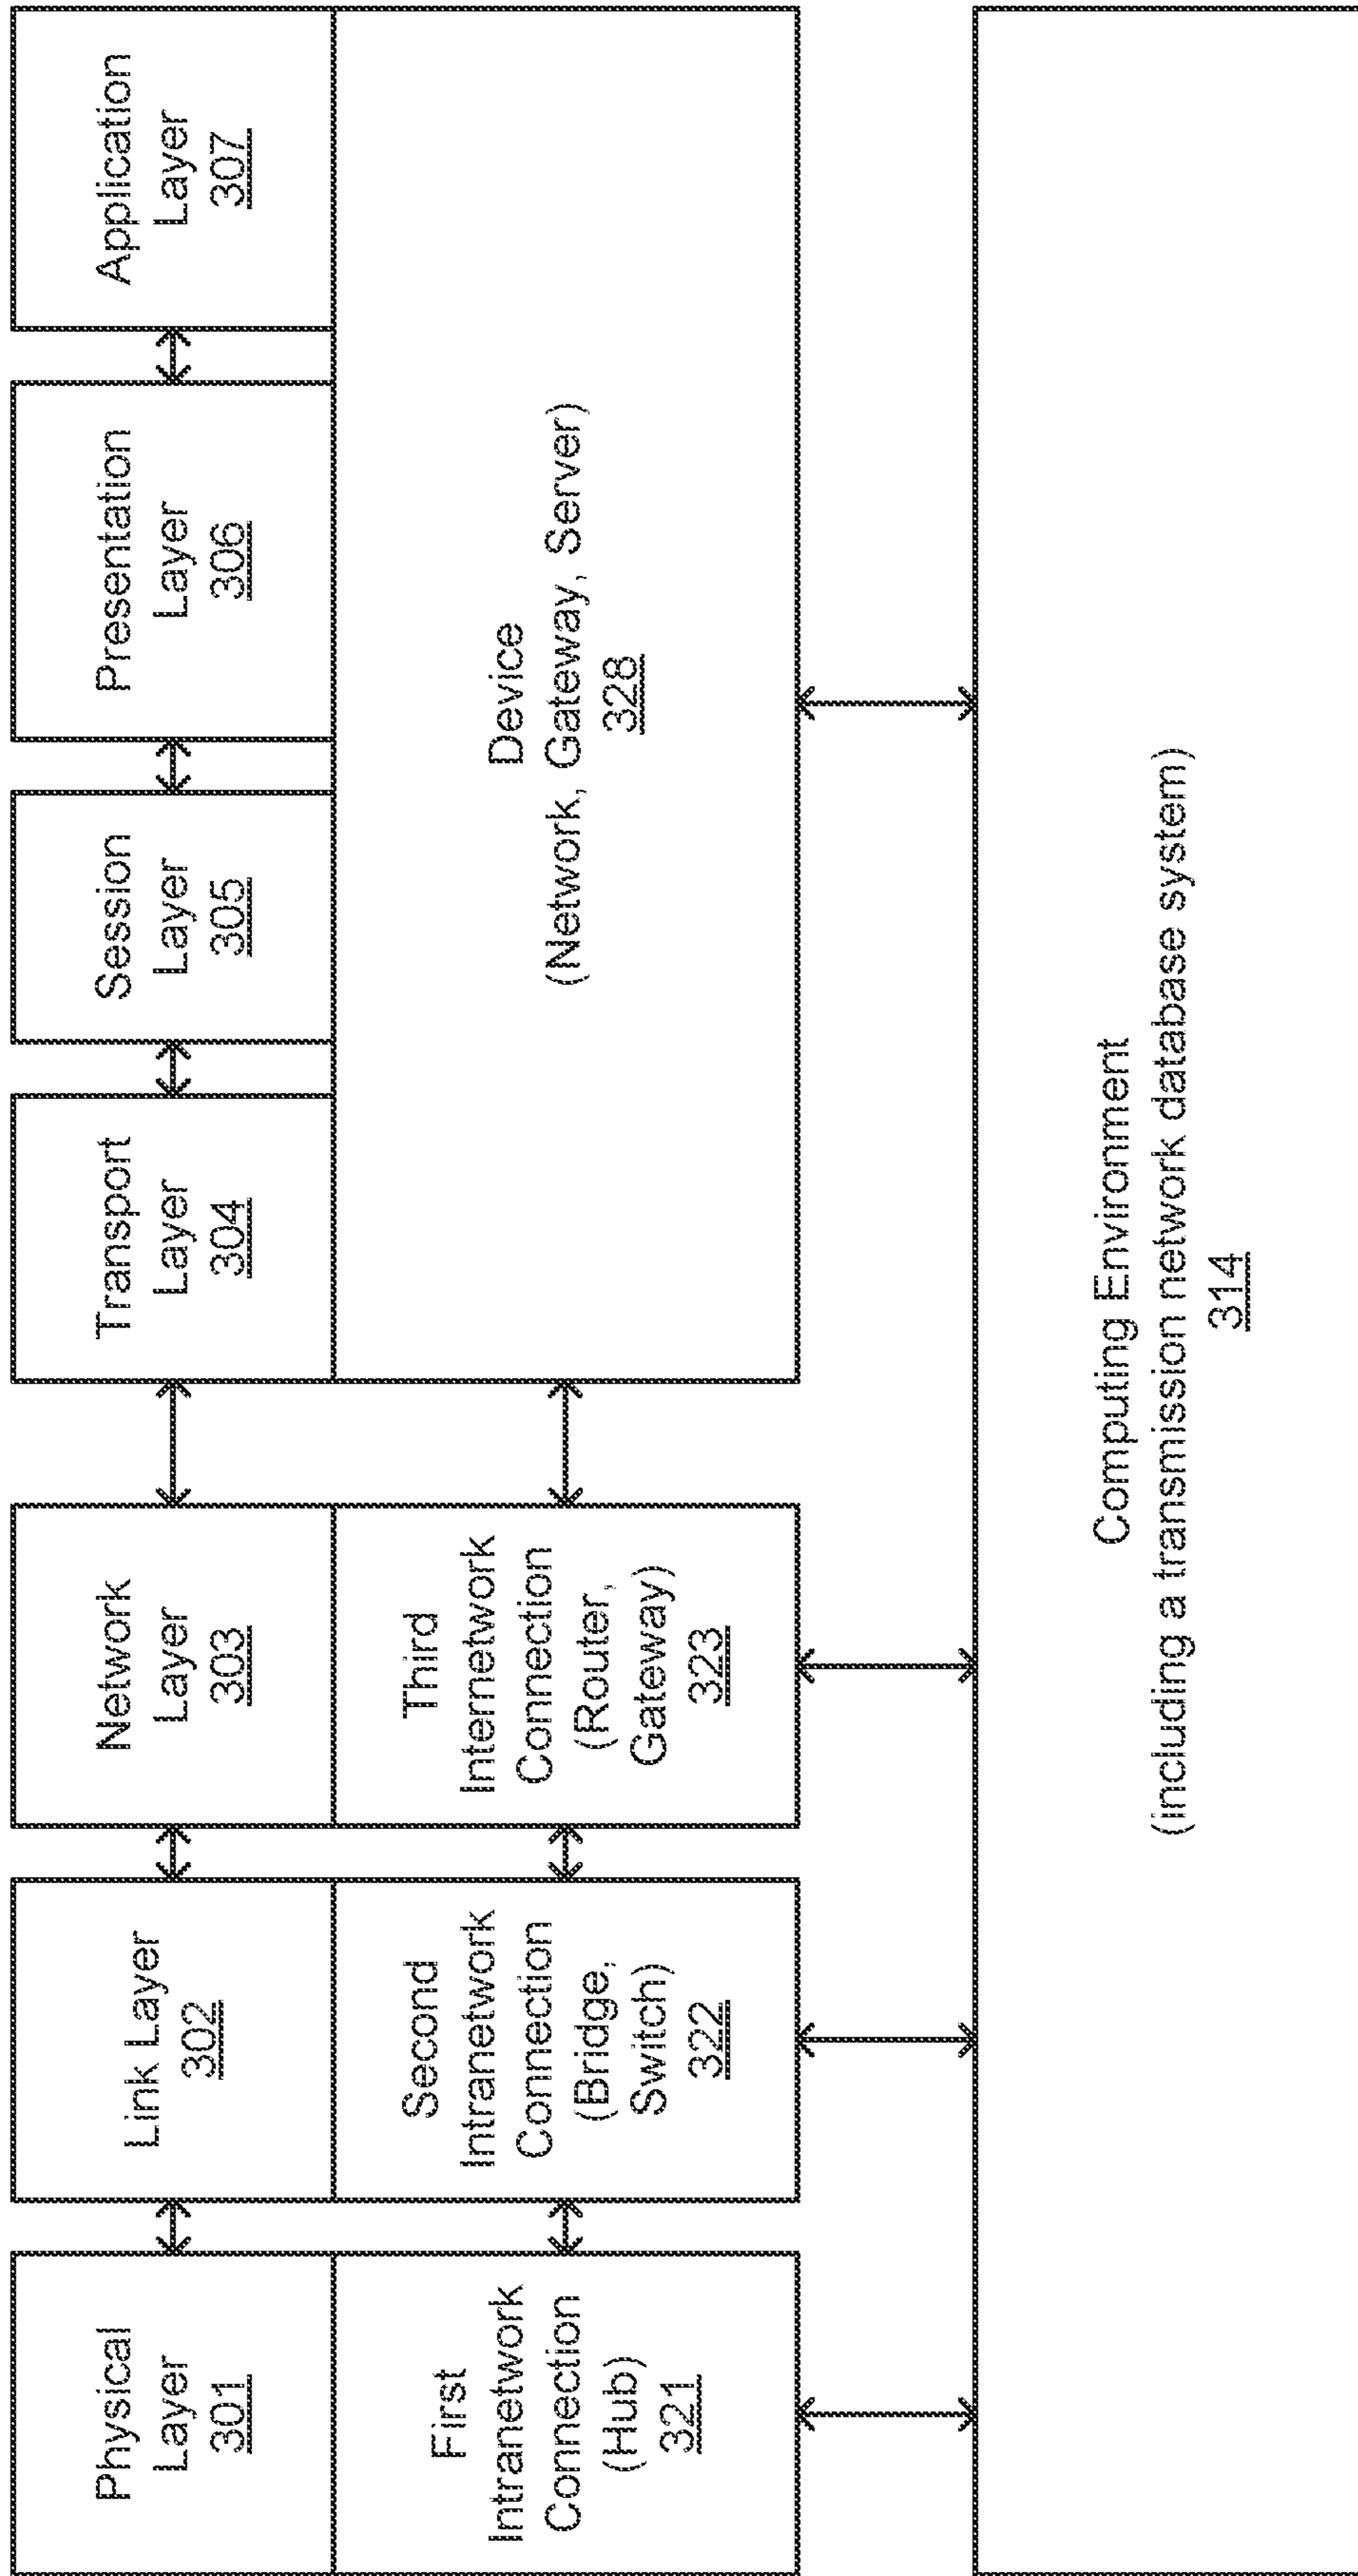 Physical
Layer
301
Link Layer
302
Network
Layer
303
Transport
Layer
304
Session
Layer
305
Presentation
Layer
306
Application
Layer
307
First
Intranetwork
Connection
(Hub)
321
Second
Intranetwork
Connection
(Bridge,
Switch)
322
Third
Internetwork
Connection
(Router,
Gateway)
323
Device
(Network, Gateway, Server)
328
Computing Environment
(including a transmission network database system)
314